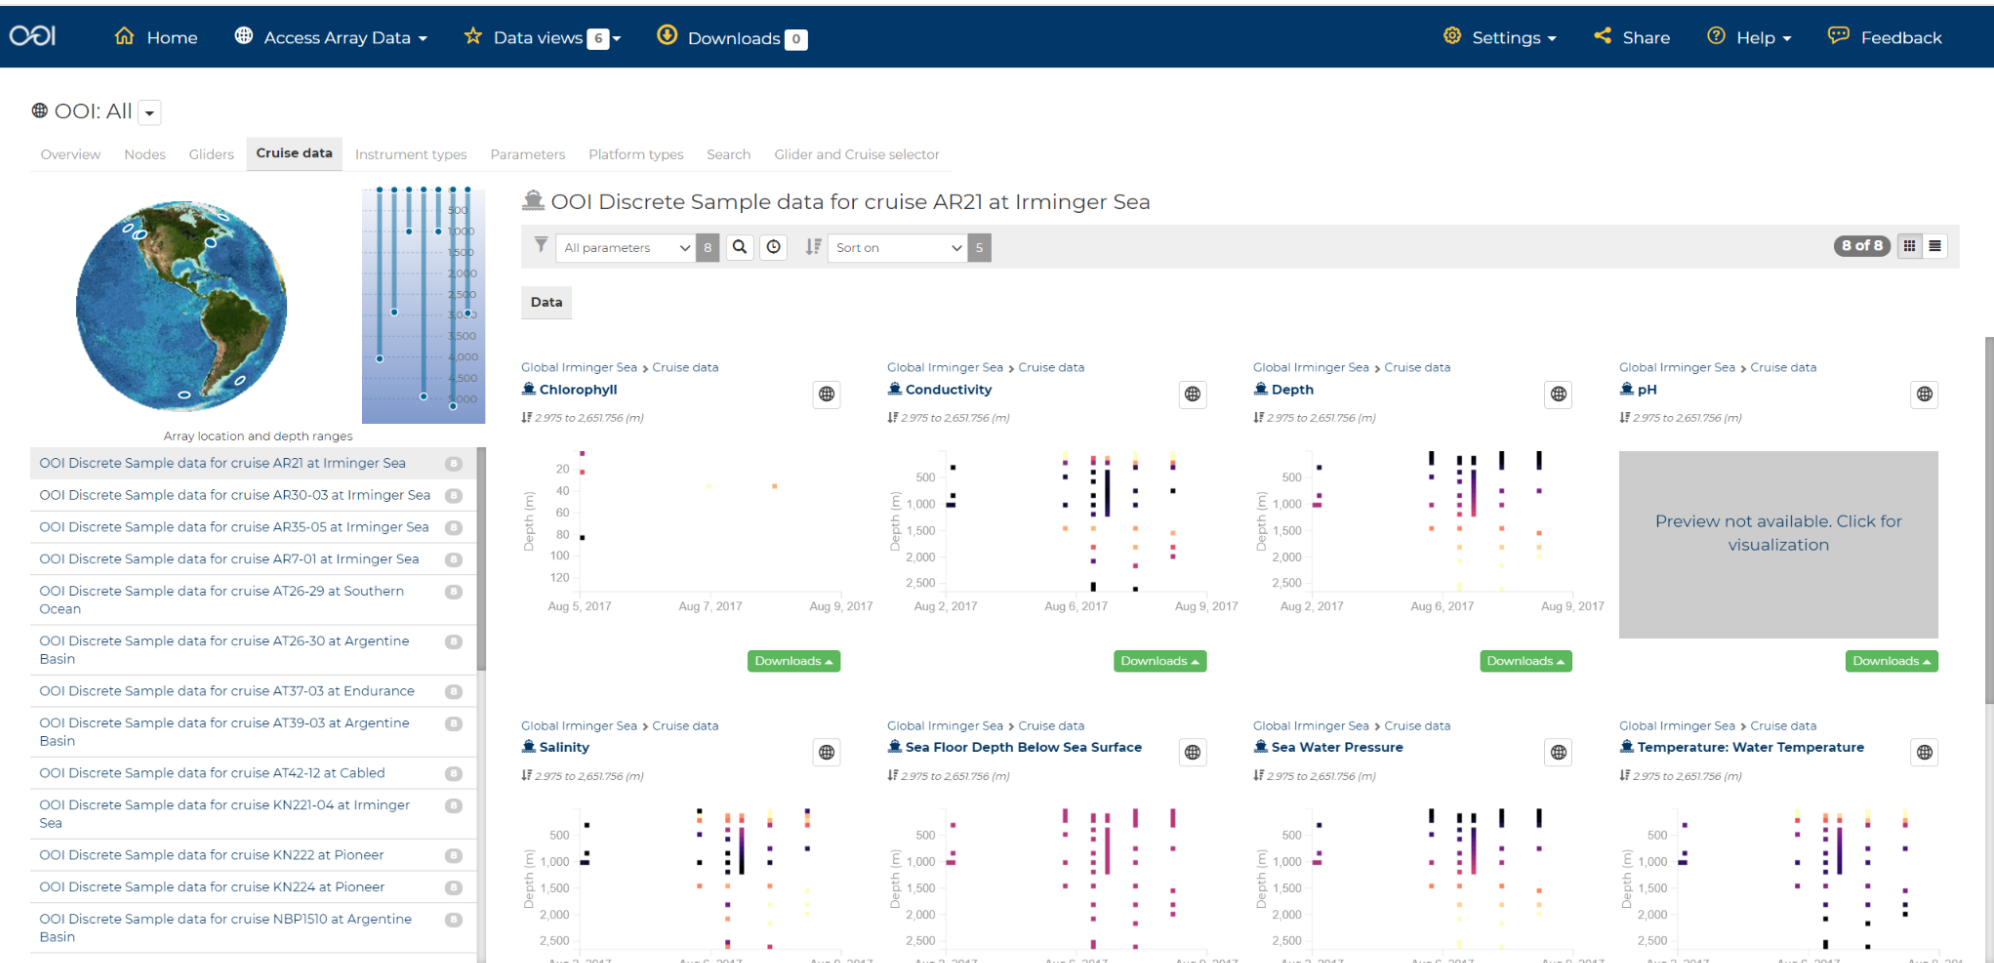 OOI
Home
Access Array Data
Data views 6
Downloads 0
Settings
Share
Help
Feedback
OOI: All
Overview
Nodes
Gliders
Cruise data
Instrument types
Parameters
Platform types
Search
Glider and Cruise selector
500
1,000
1,500
2,000
2,500
3,000
3,500
4,000
4,500
5,000
Array location and depth ranges
OOI Discrete Sample data for cruise AR21 at Irminger Sea 8
OOI Discrete Sample data for cruise AR30-03 at Irminger Sea 8
OOI Discrete Sample data for cruise AR35-05 at Irminger Sea 8
OOI Discrete Sample data for cruise AR7-01 at Irminger Sea 8
OOI Discrete Sample data for cruise AT26-29 at Southern 8
Ocean
OOI Discrete Sample data for cruise AT26-30 at Argentine 8
Basin
OOI Discrete Sample data for cruise AT37-03 at Endurance 8
OOI Discrete Sample data for cruise AT39-03 at Argentine 8
Basin
OOI Discrete Sample data for cruise AT42-12 at Cabled 8
OOI Discrete Sample data for cruise KN221-04 at Irminger 8
Sea
OOI Discrete Sample data for cruise KN222 at Pioneer 8
OOI Discrete Sample data for cruise KN224 at Pioneer 8
OOI Discrete Sample data for cruise NBP1510 at Argentine 8
Basin
OOI Discrete Sample data for cruise AR21 at Irminger Sea
All parameters 8
Sort on 5
8 of 8
Data
Global Irminger Sea > Cruise data
Chlorophyll
2.975 to 2,651.756 (m)
Depth (m)
20
40
60
80
100
120
Aug 5, 2017 Aug 7, 2017 Aug 9, 2017
Downloads
Global Irminger Sea > Cruise data
Conductivity
2.975 to 2,651.756 (m)
Depth (m)
500
1,000
1,500
2,000
2,500
Aug 2, 2017 Aug 6, 2017 Aug 9, 2017
Downloads
Global Irminger Sea > Cruise data
Depth
2.975 to 2,651.756 (m)
Depth (m)
500
1,000
1,500
2,000
2,500
Aug 2, 2017 Aug 6, 2017 Aug 9, 2017
Downloads
Global Irminger Sea > Cruise data
pH
2.975 to 2,651.756 (m)
Preview not available. Click for
visualization
Downloads
Global Irminger Sea > Cruise data
Salinity
2.975 to 2,651.756 (m)
Depth (m)
500
1,000
1,500
2,000
2,500
Global Irminger Sea > Cruise data
Sea Floor Depth Below Sea Surface
2.975 to 2,651.756 (m)
Depth (m)
500
1,000
1,500
2,000
2,500
Global Irminger Sea > Cruise data
Sea Water Pressure
2.975 to 2,651.756 (m)
Depth (m)
500
1,000
1,500
2,000
2,500
Global Irminger Sea > Cruise data
Temperature: Water Temperature
2.975 to 2,651.756 (m)
Depth (m)
500
1,000
1,500
2,000
2,500